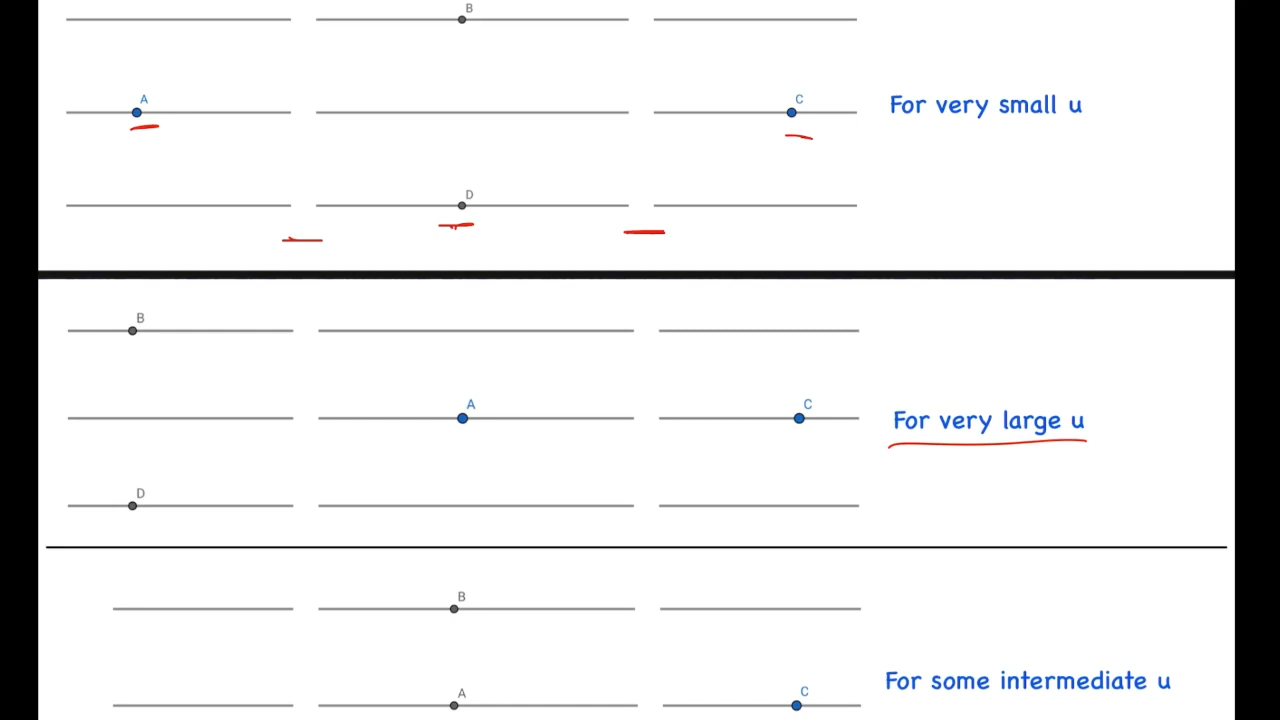 B
A
C
For very small u
D
B
A
C
For very large u
D
B
A
C
For some intermediate u